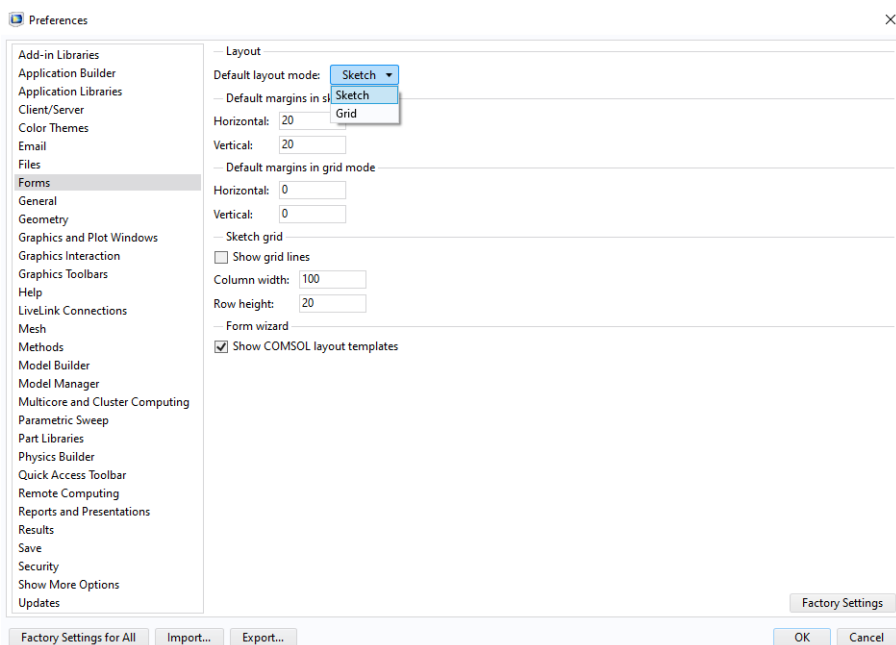 Preferences
Add-in Libraries
Application Builder
Application Libraries
Client/Server
Color Themes
Email
Files
Forms
General
Geometry
Graphics and Plot Windows
Graphics Interaction
Graphics Toolbars
Help
LiveLink Connections
Mesh
Methods
Model Builder
Model Manager
Multicore and Cluster Computing
Parametric Sweep
Part Libraries
Physics Builder
Quick Access Toolbar
Remote Computing
Reports and Presentations
Results
Save
Security
Show More Options
Updates
Layout
Default layout mode: Sketch
Sketch
Grid
Default margins in sk
Horizontal: 20
Vertical: 20
Default margins in grid mode
Horizontal: 0
Vertical: 0
Sketch grid
Show grid lines
Column width: 100
Row height: 20
Form wizard
Show COMSOL layout templates
Factory Settings
Factory Settings for All Import... Export... OK Cancel